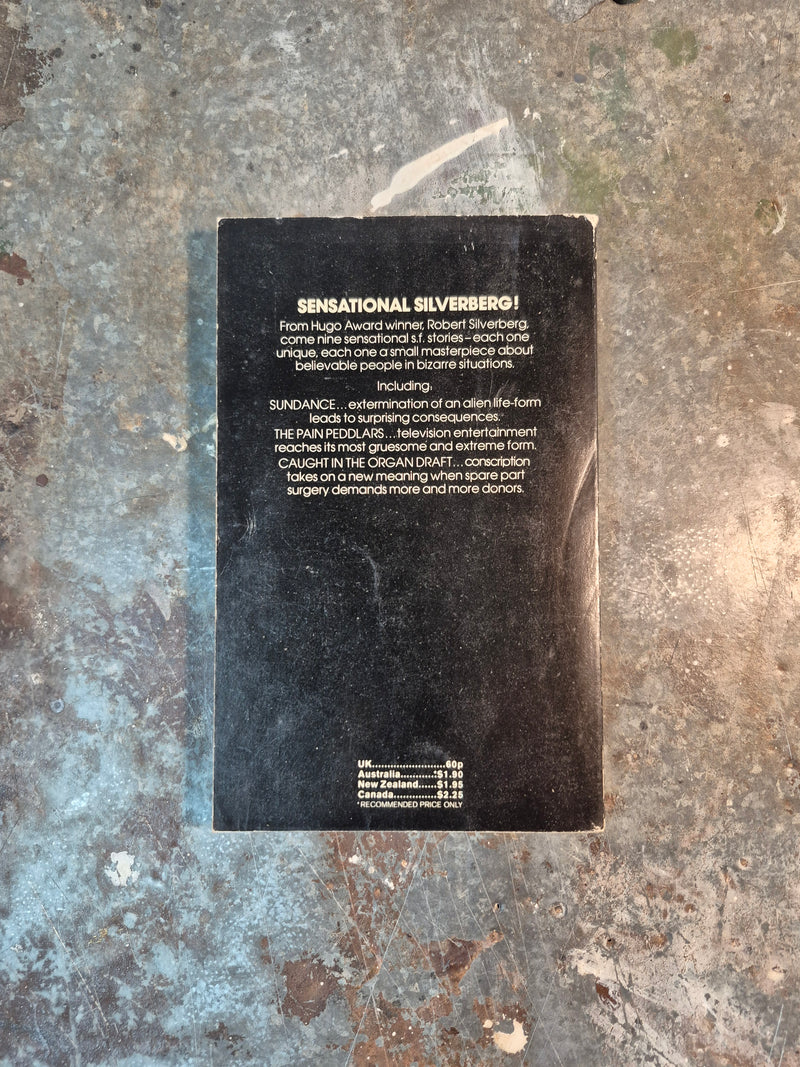 SENSATIONAL SILVERBERG!
From Hugo Award winner, Robert Silverberg,
come nine sensational s.f. stories – each one
unique, each one a small masterpiece about
believable people in bizarre situations.
Including,
SUNDANCE...extermination of an alien life-form
leads to surprising consequences.
THE PAIN PEDDLARS...television entertainment
reaches its most gruesome and extreme form.
CAUGHT IN THE ORGAN DRAFT...conscription
takes on a new meaning when spare part
surgery demands more and more donors.
UK......................60p
Australia..........*$1.90
New Zealand.....$1.95
Canada.............$2.25
*RECOMMENDED PRICE ONLY